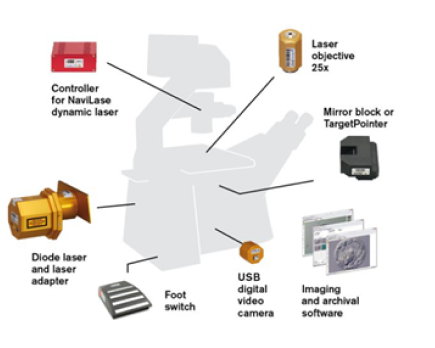 Laser
objective
25x
Controller
for NaviLase
dynamic laser
Mirror block or
TargetPointer
Diode laser
and laser
adapter
Foot
switch
USB
digital
video
camera
Imaging
and archival
software